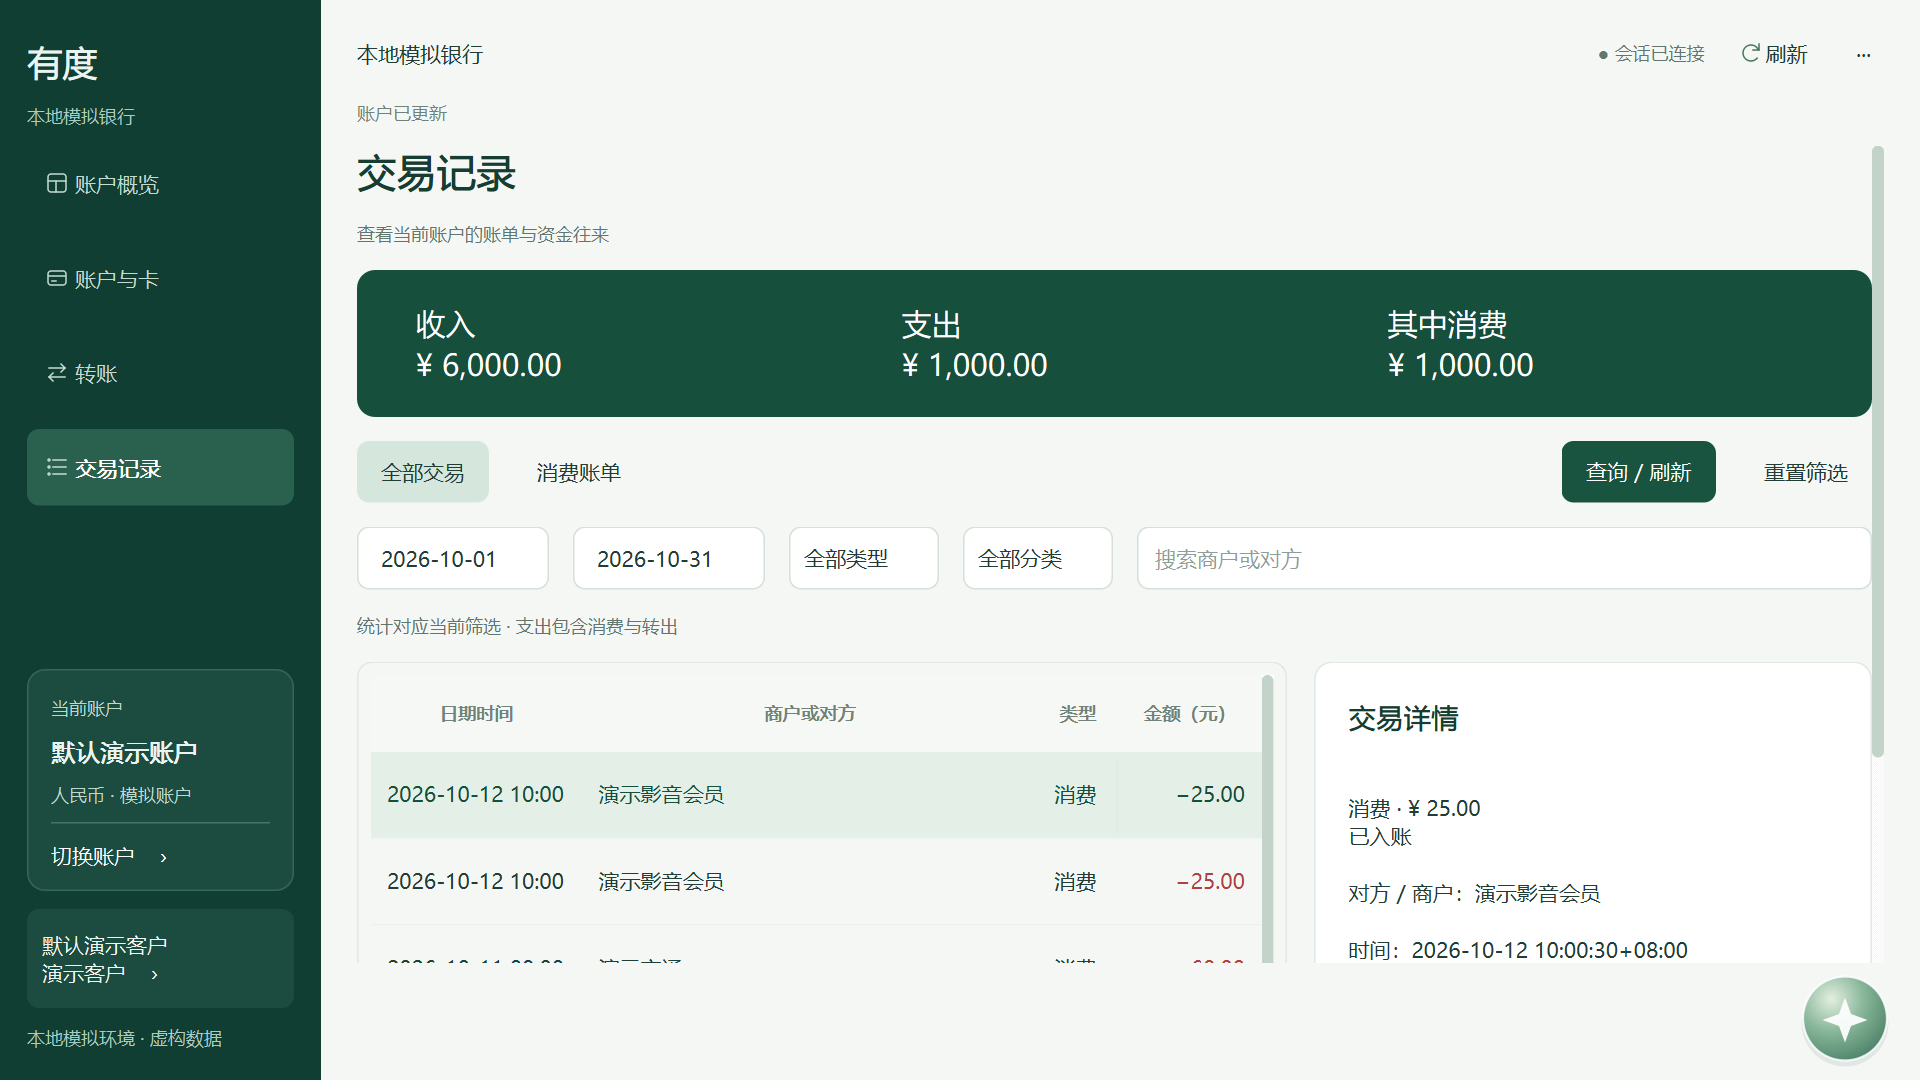 有度
本地模拟银行
账户概览
账户与卡
转账
交易记录
当前账户
默认演示账户
人民币 · 模拟账户
切换账户 ›
默认演示客户
演示客户 ›
本地模拟环境 · 虚构数据
本地模拟银行
● 会话已连接
刷新
···
账户已更新
交易记录
查看当前账户的账单与资金往来
收入
¥ 6,000.00
支出
¥ 1,000.00
其中消费
¥ 1,000.00
全部交易
消费账单
查询 / 刷新
重置筛选
2026-10-01
2026-10-31
全部类型
全部分类
搜索商户或对方
统计对应当前筛选 · 支出包含消费与转出
日期时间 商户或对方 类型 金额（元）
2026-10-12 10:00 演示影音会员 消费 −25.00
2026-10-12 10:00 演示影音会员 消费 −25.00
交易详情
消费 · ¥ 25.00
已入账
对方 / 商户：演示影音会员
时间：2026-10-12 10:00:30+08:00